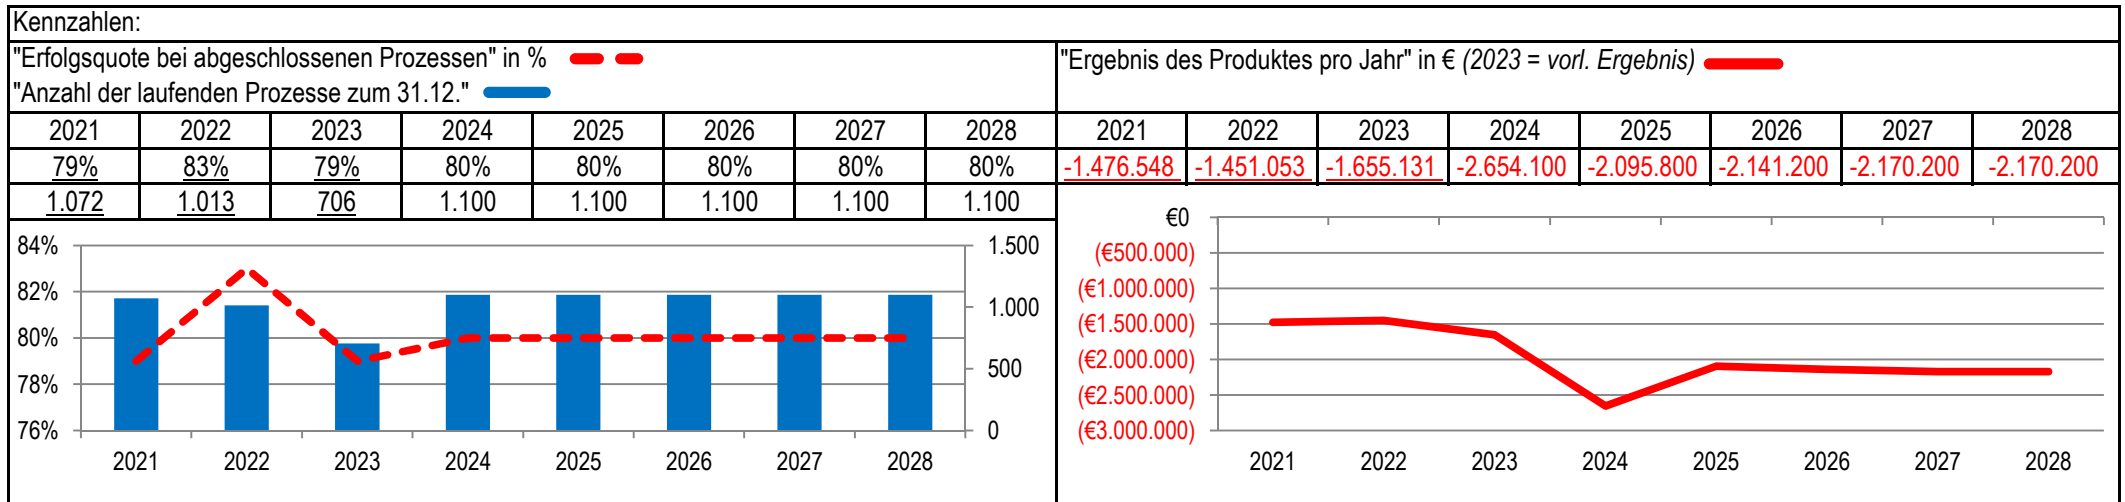 Kennzahlen:
"Erfolgsquote bei abgeschlossenen Prozessen" in %
"Anzahl der laufenden Prozesse zum 31.12."
2021 2022 2023 2024 2025 2026 2027 2028
79% 83% 79% 80% 80% 80% 80% 80%
1.072 1.013 706 1.100 1.100 1.100 1.100 1.100
84%
82%
80%
78%
76%
1.500
1.000
500
0
2021 2022 2023 2024 2025 2026 2027 2028
"Ergebnis des Produktes pro Jahr" in € (2023 = vorl. Ergebnis)
2021 2022 2023 2024 2025 2026 2027 2028
-1.476.548 -1.451.053 -1.655.131 -2.654.100 -2.095.800 -2.141.200 -2.170.200 -2.170.200
€0
(€500.000)
(€1.000.000)
(€1.500.000)
(€2.000.000)
(€2.500.000)
(€3.000.000)
2021 2022 2023 2024 2025 2026 2027 2028